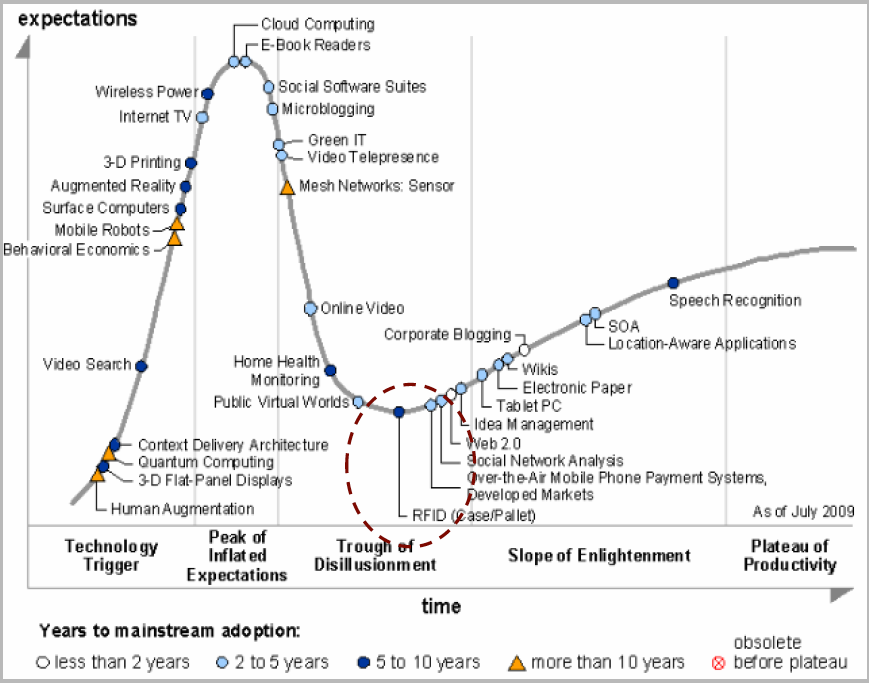 expectations
Cloud Computing
E-Book Readers
Wireless Power
Social Software Suites
Internet TV
Microblogging
Green IT
Video Telepresence
3-D Printing
Augmented Reality
Mesh Networks: Sensor
Surface Computers
Mobile Robots
Behavioral Economics
Online Video
Speech Recognition
SOA
Location-Aware Applications
Corporate Blogging
Video Search
Home Health
Monitoring
Wikis
Electronic Paper
Public Virtual Worlds
Tablet PC
Idea Management
Web 2.0
Context Delivery Architecture
Quantum Computing
Social Network Analysis
3-D Flat-Panel Displays
Over-the-Air Mobile Phone Payment Systems,
Developed Markets
Human Augmentation
RFID (Case/Pallet)
As of July 2009
Technology
Trigger
Peak of
Inflated
Expectations
Trough of
Disillusionment
Slope of Enlightenment
Plateau of
Productivity
time
Years to mainstream adoption:
less than 2 years
2 to 5 years
5 to 10 years
more than 10 years
obsolete
before plateau